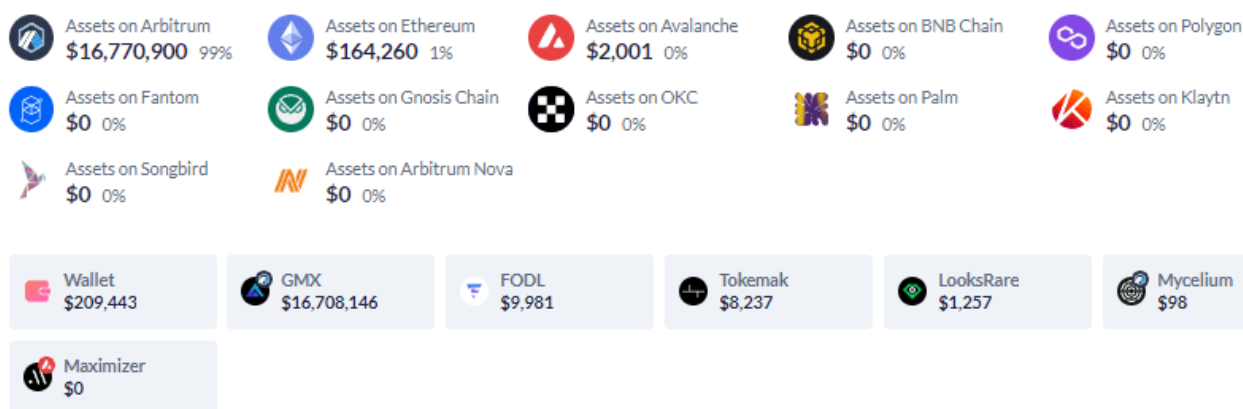 Assets on Arbitrum
$16,770,900 99%
Assets on Ethereum
$164,260 1%
Assets on Avalanche
$2,001 0%
Assets on BNB Chain
$0 0%
Assets on Polygon
$0 0%
Assets on Fantom
$0 0%
Assets on Gnosis Chain
$0 0%
Assets on OKC
$0 0%
Assets on Palm
$0 0%
Assets on Klaytn
$0 0%
Assets on Songbird
$0 0%
Assets on Arbitrum Nova
$0 0%
Wallet
$209,443
GMX
$16,708,146
FODL
$9,981
Tokemak
$8,237
LooksRare
$1,257
Mycelium
$98
Maximizer
$0